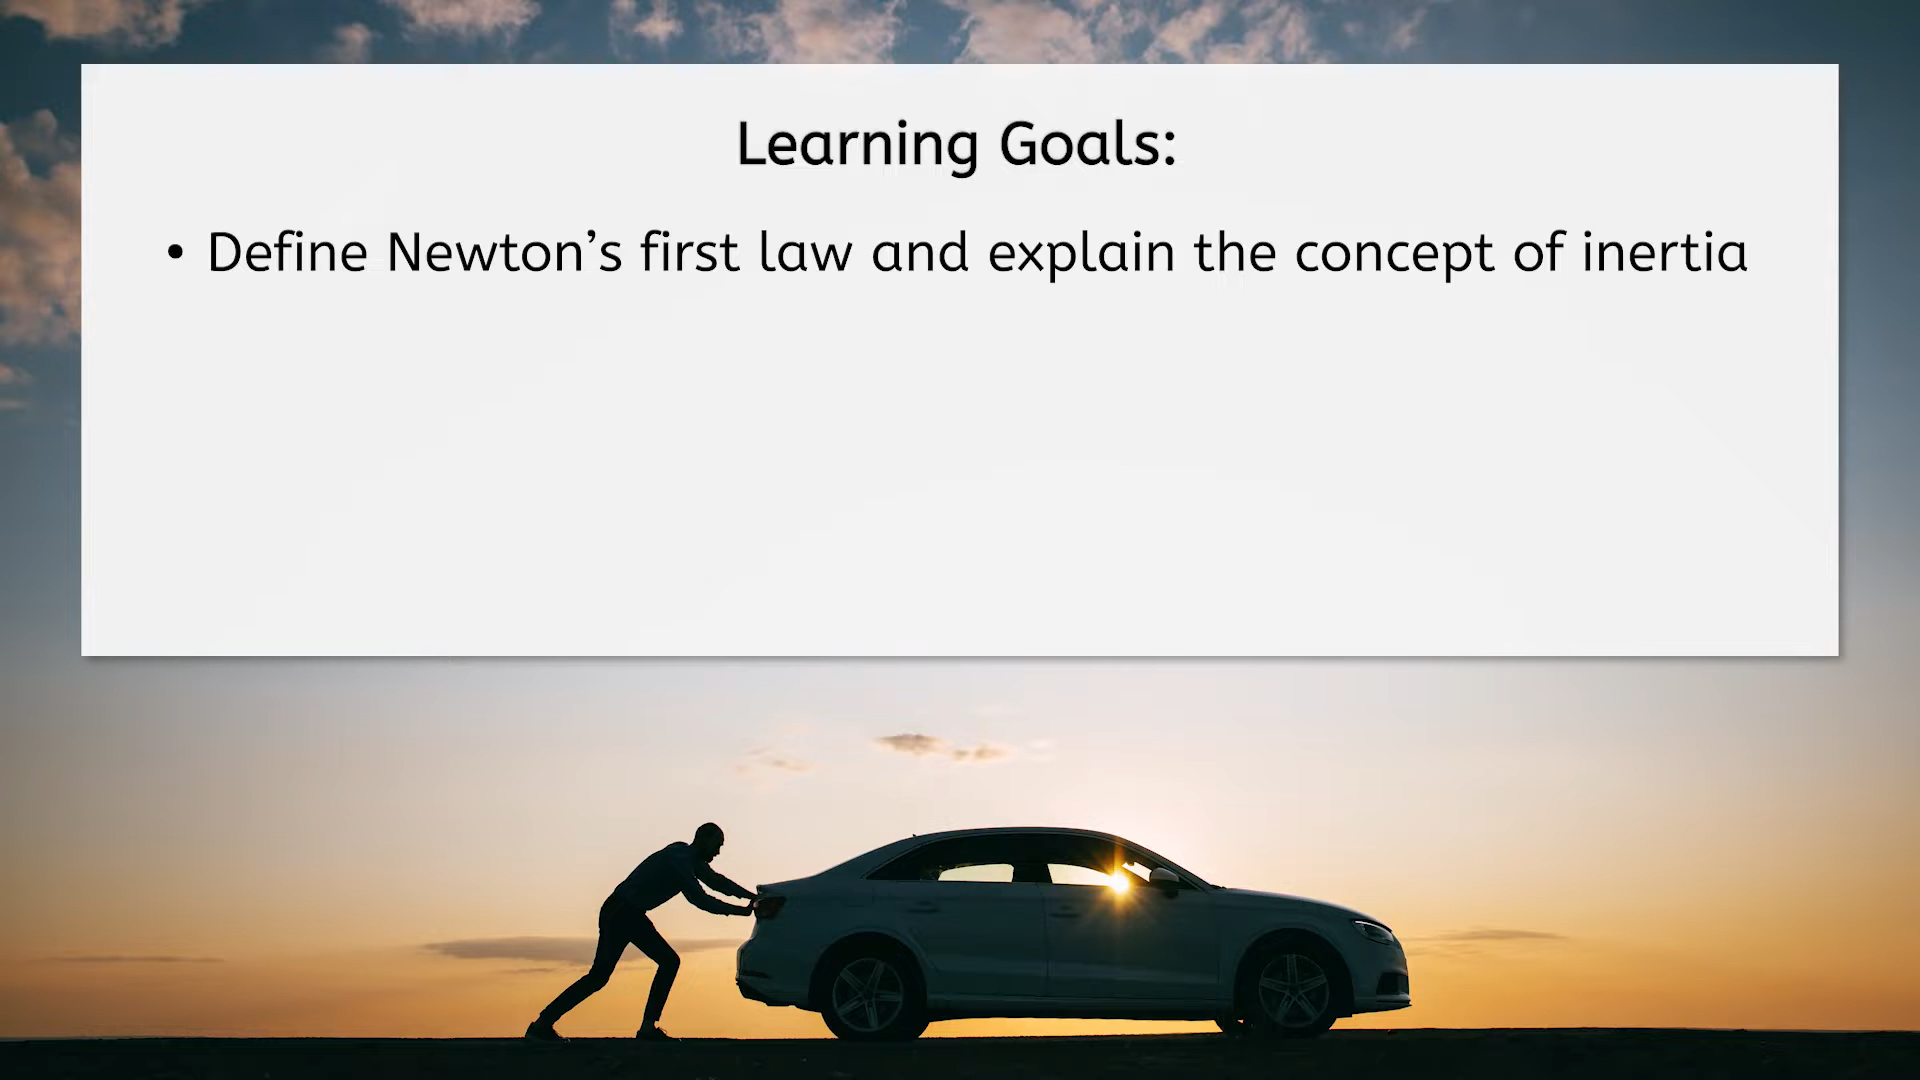 Learning Goals:
• Define Newton’s first law and explain the concept of inertia